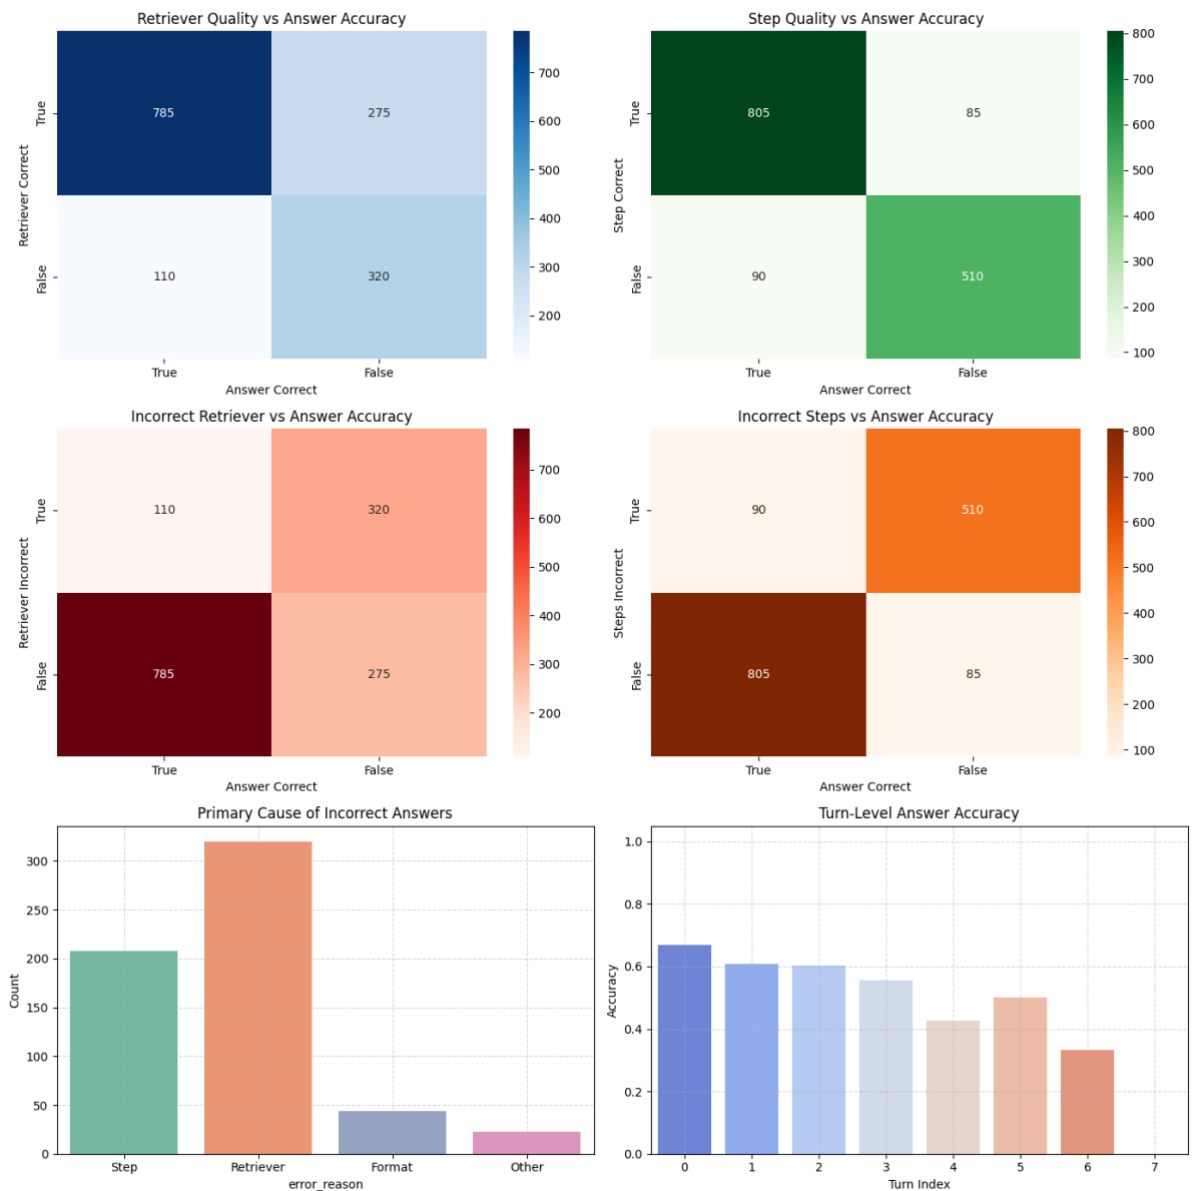 Retriever Quality vs Answer Accuracy
Retriever Correct
True
False
785
275
110
320
True
False
Answer Correct
700
600
500
400
300
200
Step Quality vs Answer Accuracy
Step Correct
True
False
805
85
90
510
True
False
Answer Correct
800
700
600
500
400
300
200
100
Incorrect Retriever vs Answer Accuracy
Retriever Incorrect
True
False
110
320
785
275
True
False
Answer Correct
700
600
500
400
300
200
Incorrect Steps vs Answer Accuracy
Steps Incorrect
True
False
90
510
805
85
True
False
Answer Correct
800
700
600
500
400
300
200
100
Primary Cause of Incorrect Answers
Count
300
250
200
150
100
50
0
Step
Retriever
Format
Other
error_reason
Turn-Level Answer Accuracy
Accuracy
1.0
0.8
0.6
0.4
0.2
0.0
0
1
2
3
4
5
6
7
Turn Index